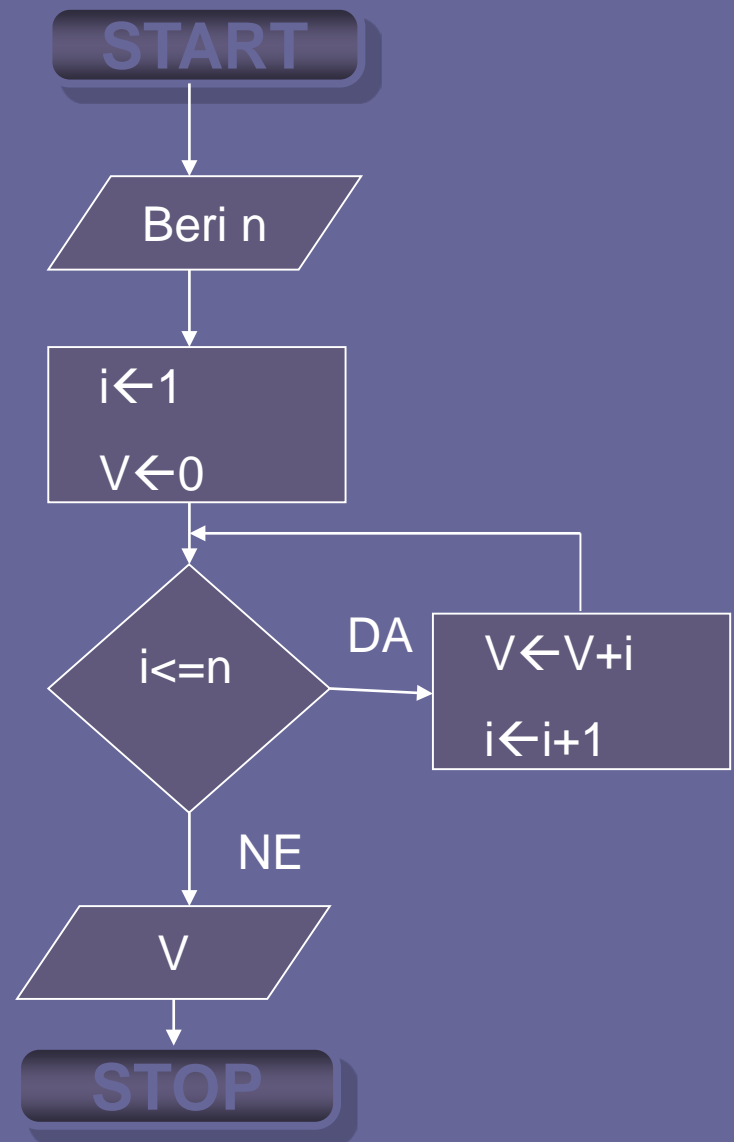 START
Beri n
i←1
V←0
i<=n
DA
V←V+i
i←i+1
NE
V
STOP